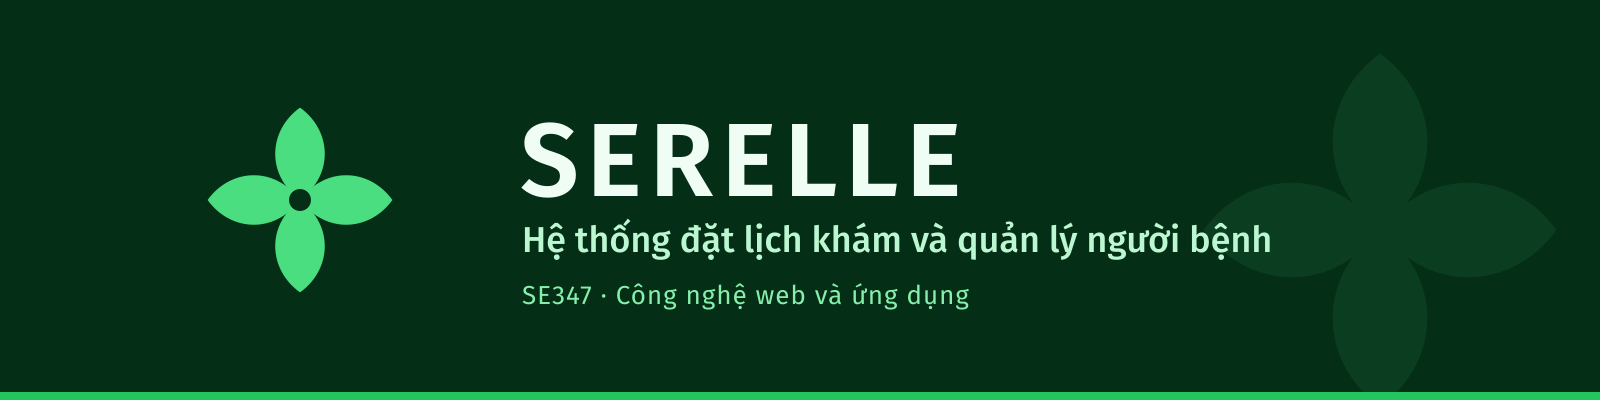 SERELLE
Hệ thống đặt lịch khám và quản lý người bệnh
SE347 · Công nghệ web và ứng dụng